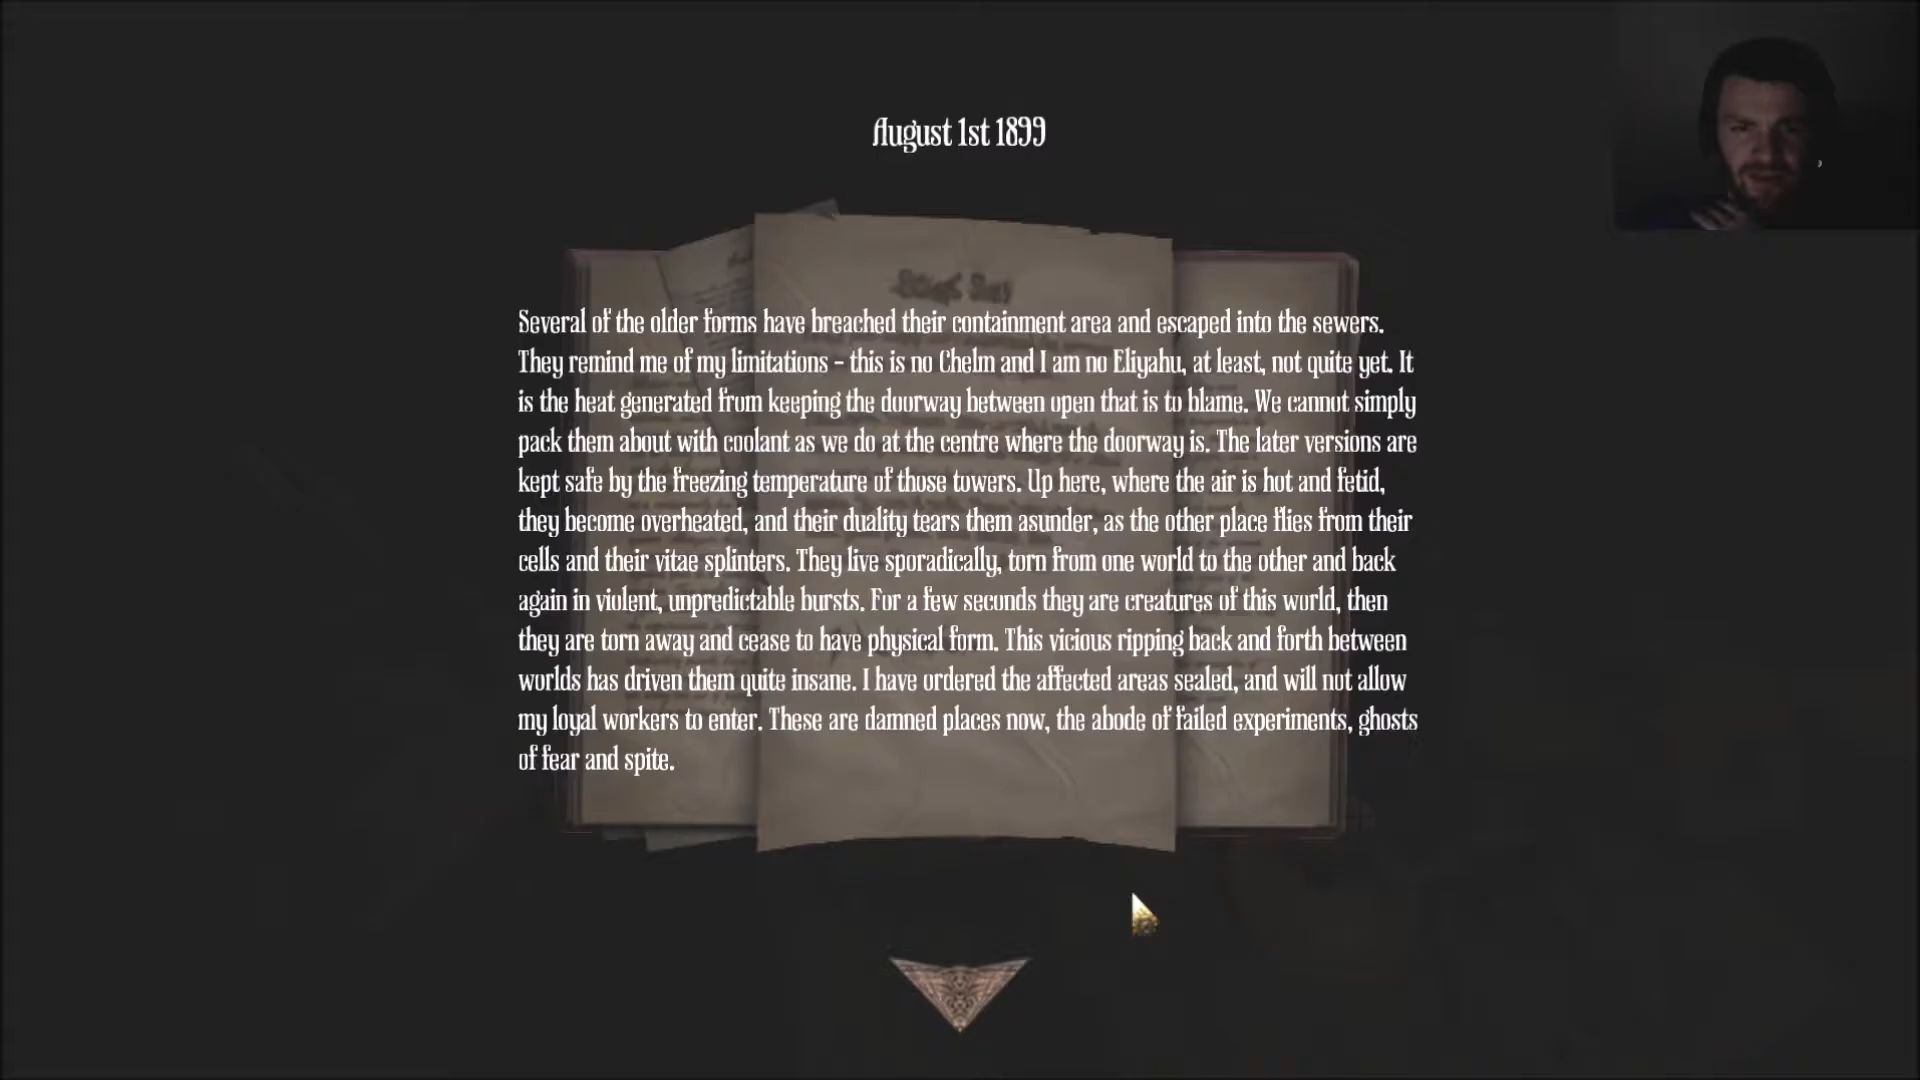 August 1st 1899
Several of the older forms have breached their containment area and escaped into the sewers.
They remind me of my limitations - this is no Chelm and I am no Eliyahu, at least, not quite yet. It
is the heat generated from keeping the doorway between open that is to blame. We cannot simply
pack them about with coolant as we do at the centre where the doorway is. The later versions are
kept safe by the freezing temperature of those towers. Up here, where the air is hot and fetid,
they become overheated, and their duality tears them asunder, as the other place flies from their
cells and their vitae splinters. They live sporadically, torn from one world to the other and back
again in violent, unpredictable bursts. For a few seconds they are creatures of this world, then
they are torn away and cease to have physical form. This vicious ripping back and forth between
worlds has driven them quite insane. I have ordered the affected areas sealed, and will not allow
my loyal workers to enter. These are damned places now, the abode of failed experiments, ghosts
of fear and spite.